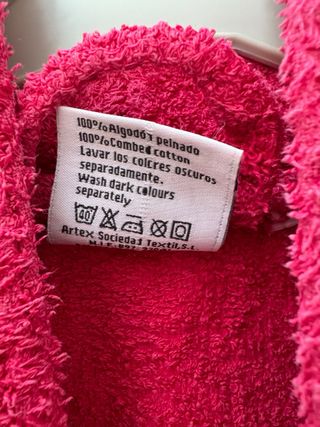 100%Algodón peinado
100%Combed cotton
Lavar los colores oscuros
separadamente.
Wash dark colours
separately
40
Artex Sociedad Textil,S.L